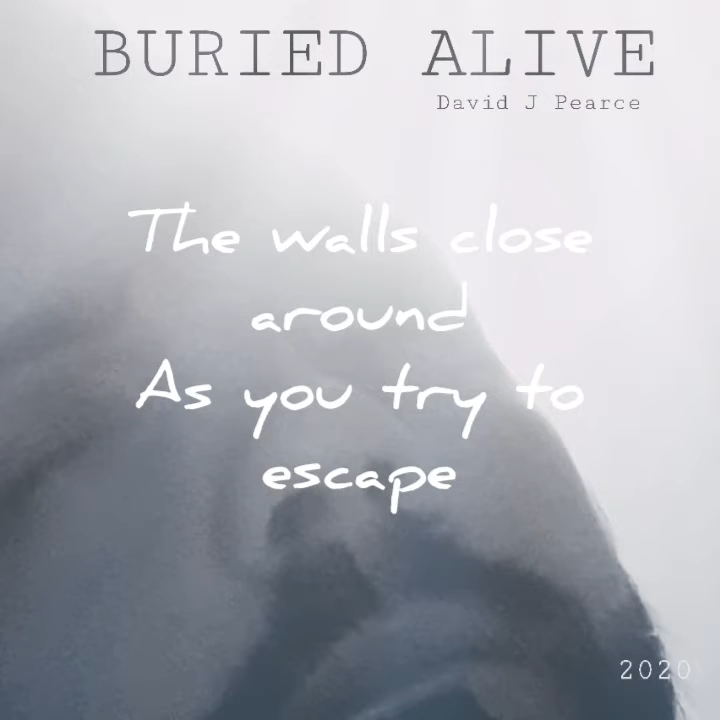 BURIED ALIVE
David J Pearce
The walls close
around
As you try to
escape
2020